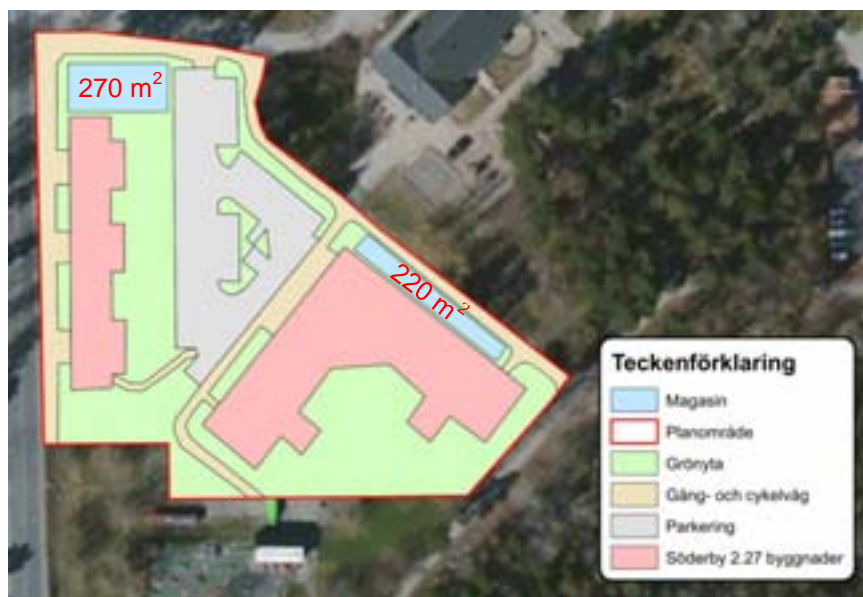 270 m²
220 m²
Teckenförklaring
Magasin
Planområde
Grönyta
Gång- och cykelväg
Parkering
Söderby 2.27 byggnader